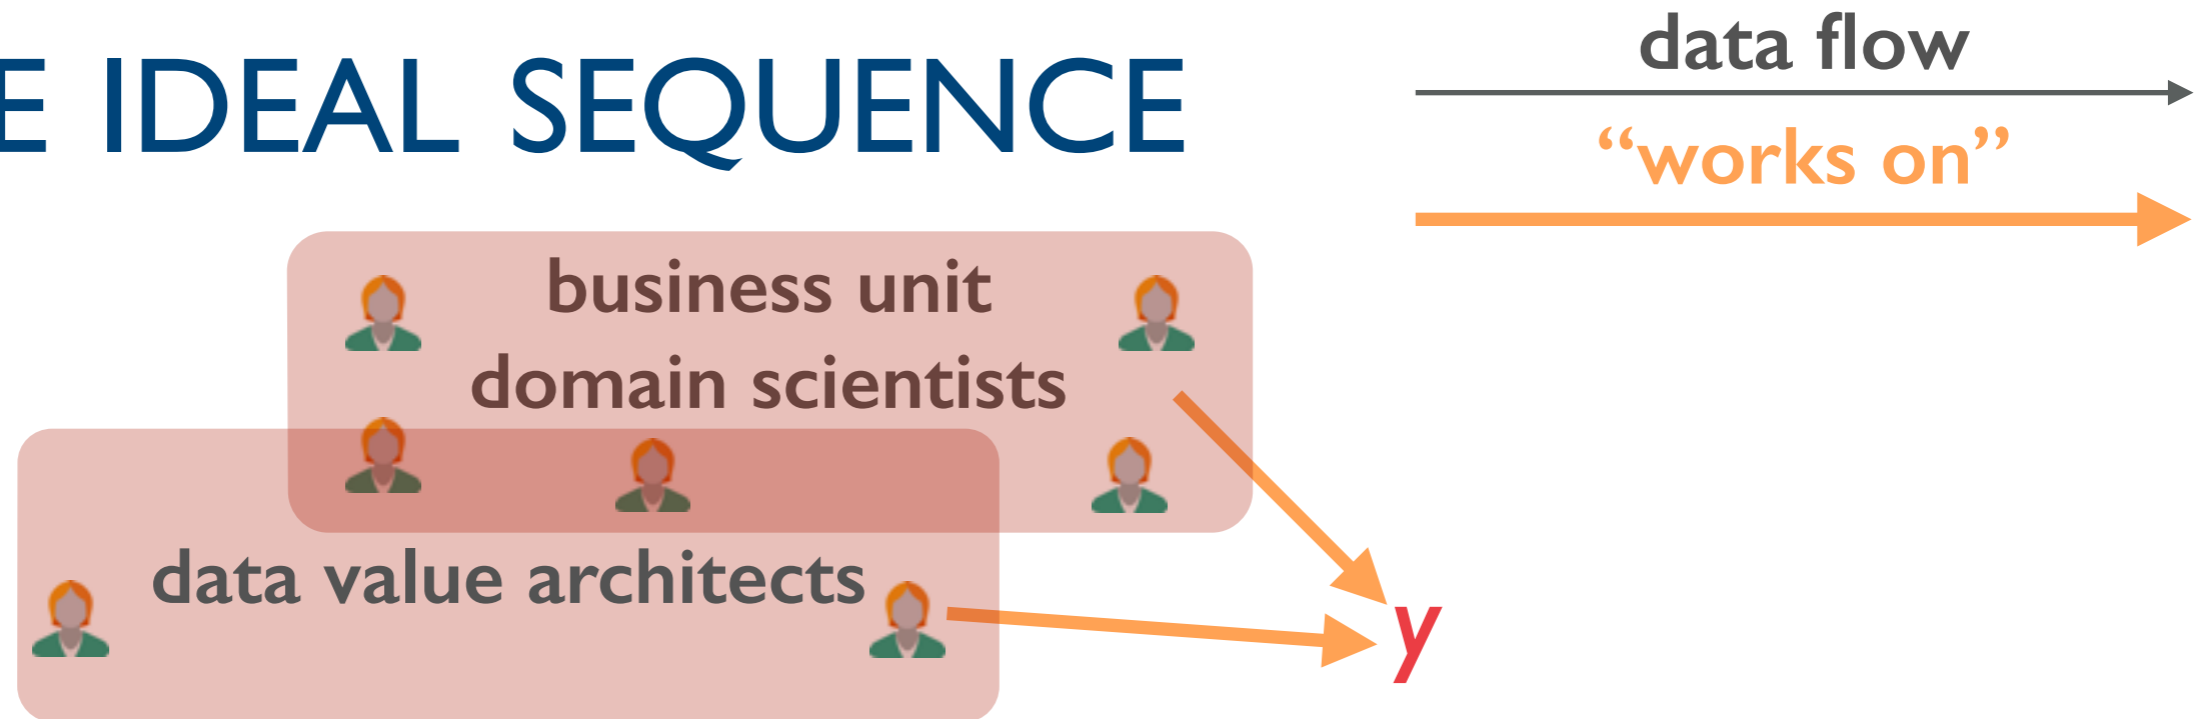 E IDEAL SEQUENCE
data flow
“works on”
business unit
domain scientists
data value architects
y